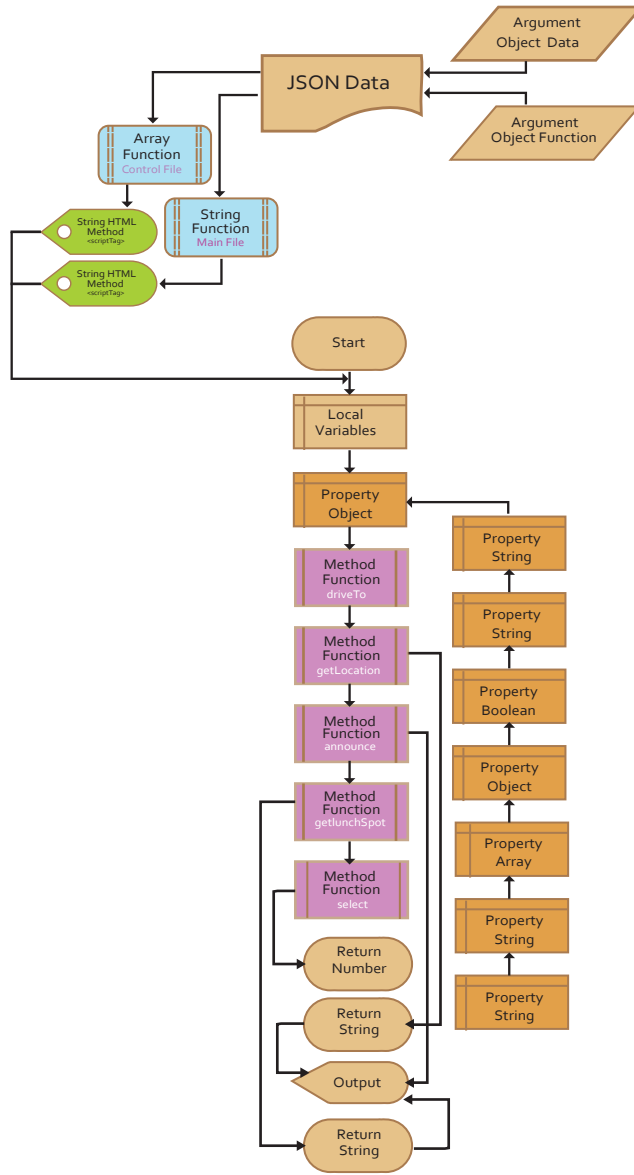 Argument
Object  Data
JSON Data
Argument
Object Function
Array
Function
Control File
String
Function
Main File
String HTML
Method
<scriptTag>
String HTML
Method
<scriptTag>
Start
Local
Variables
Property
Object
Method
Function
driveTo
Method
Function
getLocation
Method
Function
announce
Method
Function
getlunchSpot
Method
Function
select
Return
Number
Return
String
Output
Return
String
Property
String
Property
String
Property
Boolean
Property
Object
Property
Array
Property
String
Property
String